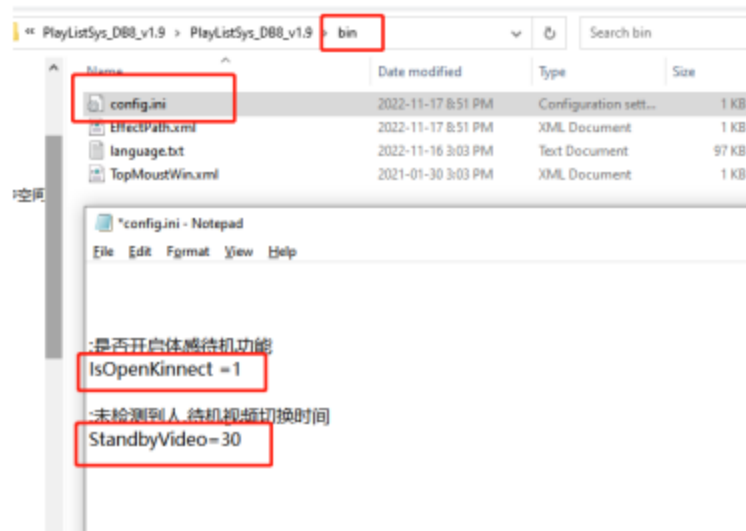 « PlayListSys_DB8_v1.9 > PlayListSys_DB8_v1.9 > bin
Search bin
Name Date modified Type Size
config.ini 2022-11-17 8:51 PM Configuration sett... 1 KB
EffectPath.xml 2022-11-17 8:51 PM XML Document 1 KB
language.txt 2022-11-16 3:03 PM Text Document 97 KB
TopMoustWin.xml 2021-01-30 3:03 PM XML Document 1 KB
空间
*config.ini - Notepad
File Edit Format View Help
;是否开启体感待机功能
IsOpenKinnect =1
;未检测到人,待机视频切换时间
StandbyVideo=30